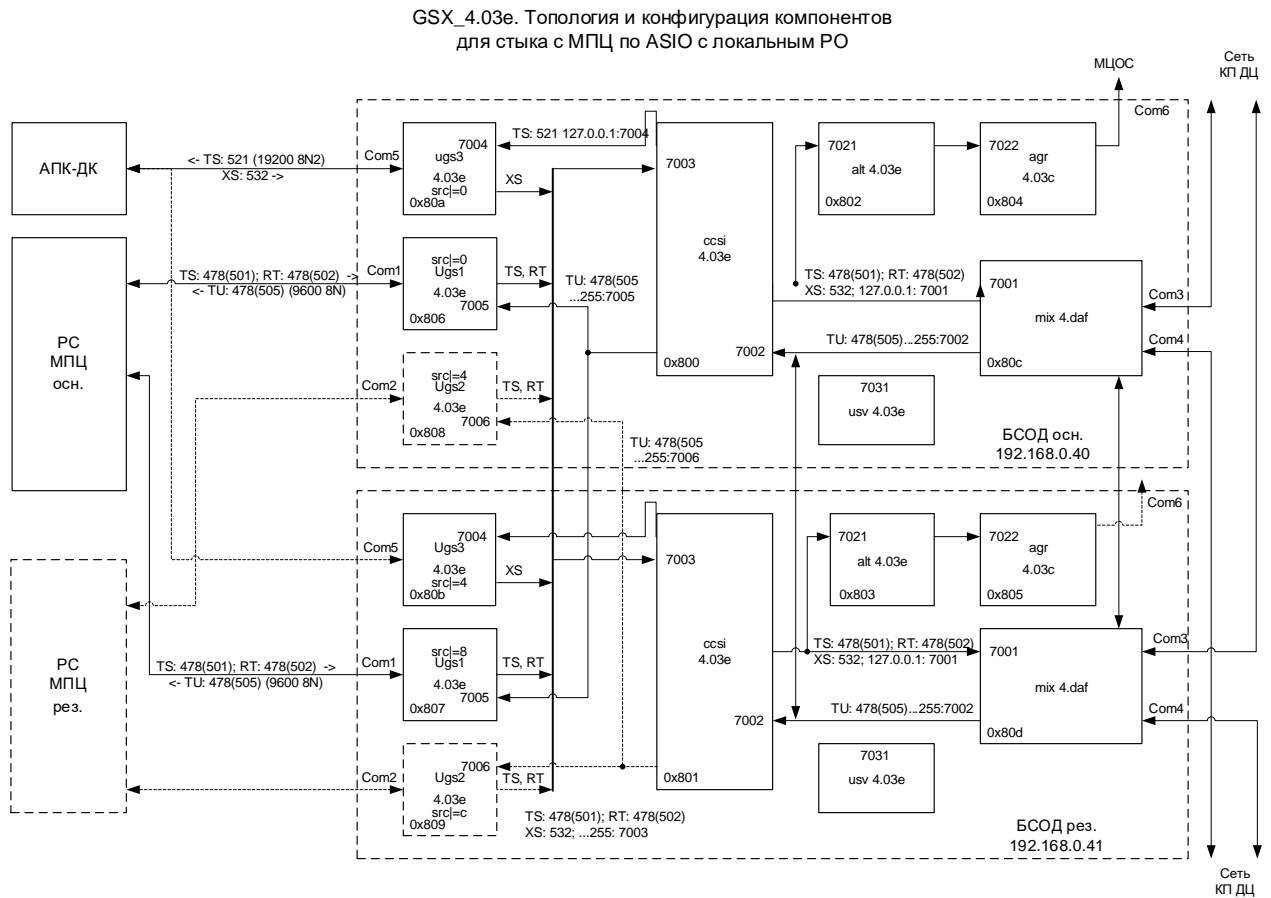 GSX_4.03e. Топология и конфигурация компонентов
для стыка с МПЦ по ASIO с локальным РО
МЦОС
Сеть
КП ДЦ
Com6
АПК-ДК
<- TS: 521 (19200 8N2)
XS: 532 ->
Com5
7004
ugs3
4.03e
src|=0
0x80a
XS
TS: 521 127.0.0.1:7004
7003
ccsi
4.03e
7002
0x800
7021
alt 4.03e
0x802
7022
agr
4.03c
0x804
РС
МПЦ
осн.
TS: 478(501); RT: 478(502) ->
<- TU: 478(505) (9600 8N)
Com1
src|=0
Ugs1
4.03e
7005
0x806
TS, RT
TU: 478(505
...255:7005
TS: 478(501); RT: 478(502)
XS: 532; 127.0.0.1: 7001
7001
mix 4.daf
0x80c
Com3
Com4
TU: 478(505)...255:7002
Com2
src|=4
Ugs2
4.03e
7006
0x808
TS, RT
7031
usv 4.03e
TU: 478(505
...255:7006
БСОД осн.
192.168.0.40
Com6
Com5
7004
Ugs3
4.03e
src|=4
0x80b
XS
7003
ccsi
4.03e
7002
0x801
7021
alt 4.03e
0x803
7022
agr
4.03c
0x805
РС
МПЦ
рез.
TS: 478(501); RT: 478(502) ->
<- TU: 478(505) (9600 8N)
Com1
src|=8
Ugs1
4.03e
7005
0x807
TS, RT
TS: 478(501); RT: 478(502)
XS: 532; 127.0.0.1: 7001
7001
mix 4.daf
0x80d
Com3
Com4
TU: 478(505)...255:7002
Com2
7006
Ugs2
4.03e
src|=c
0x809
TS, RT
7031
usv 4.03e
TS: 478(501); RT: 478(502)
XS: 532; ...255: 7003
БСОД рез.
192.168.0.41
Сеть
КП ДЦ